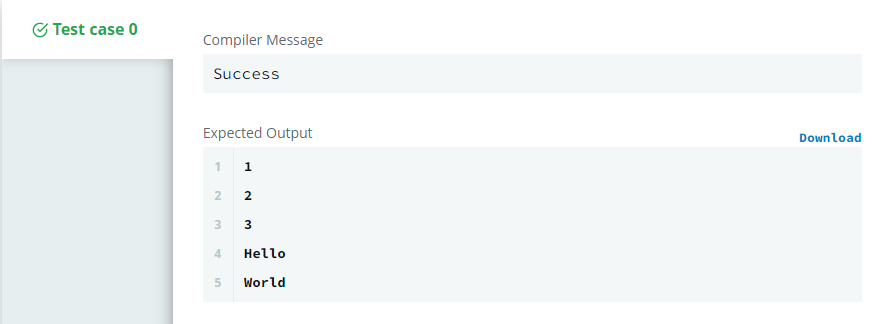 Test case 0
Compiler Message
Success
Expected Output
Download
1 1
2 2
3 3
4 Hello
5 World